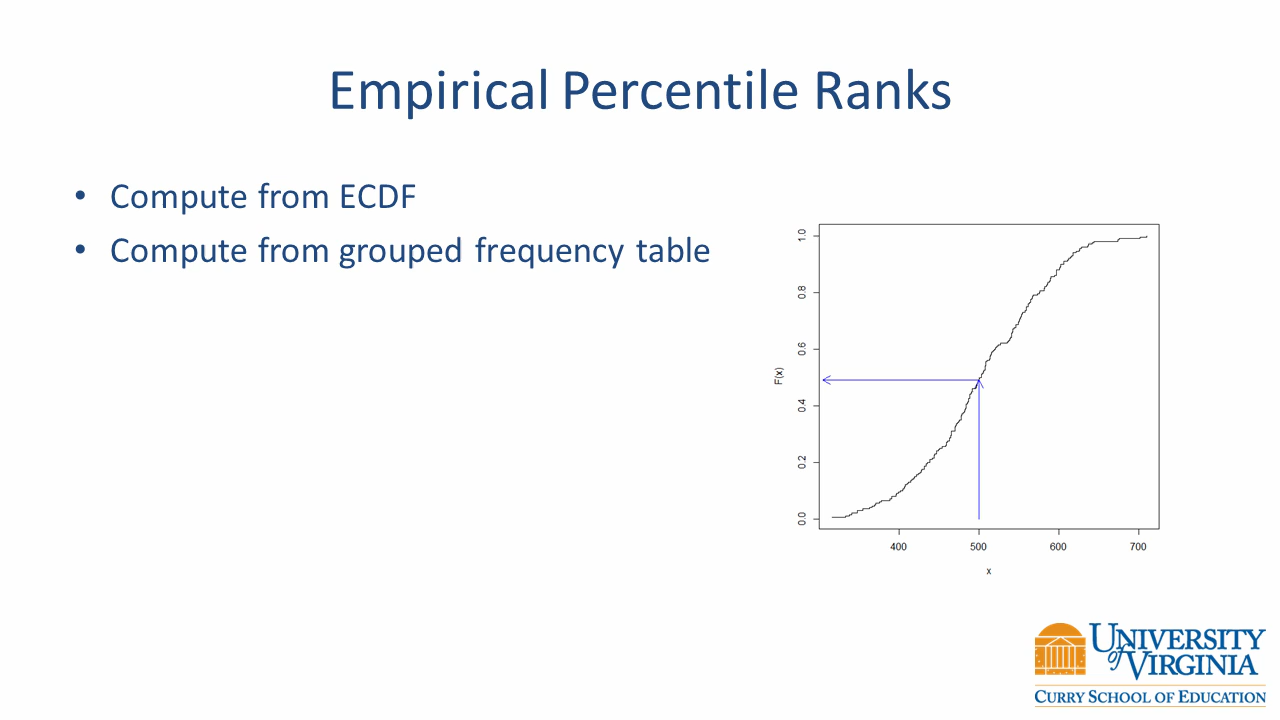 Empirical Percentile Ranks
• Compute from ECDF
• Compute from grouped frequency table
1.0
0.8
0.6
0.4
0.2
0.0
F(x)
400 500 600 700
x
UNIVERSITY
of VIRGINIA
CURRY SCHOOL OF EDUCATION